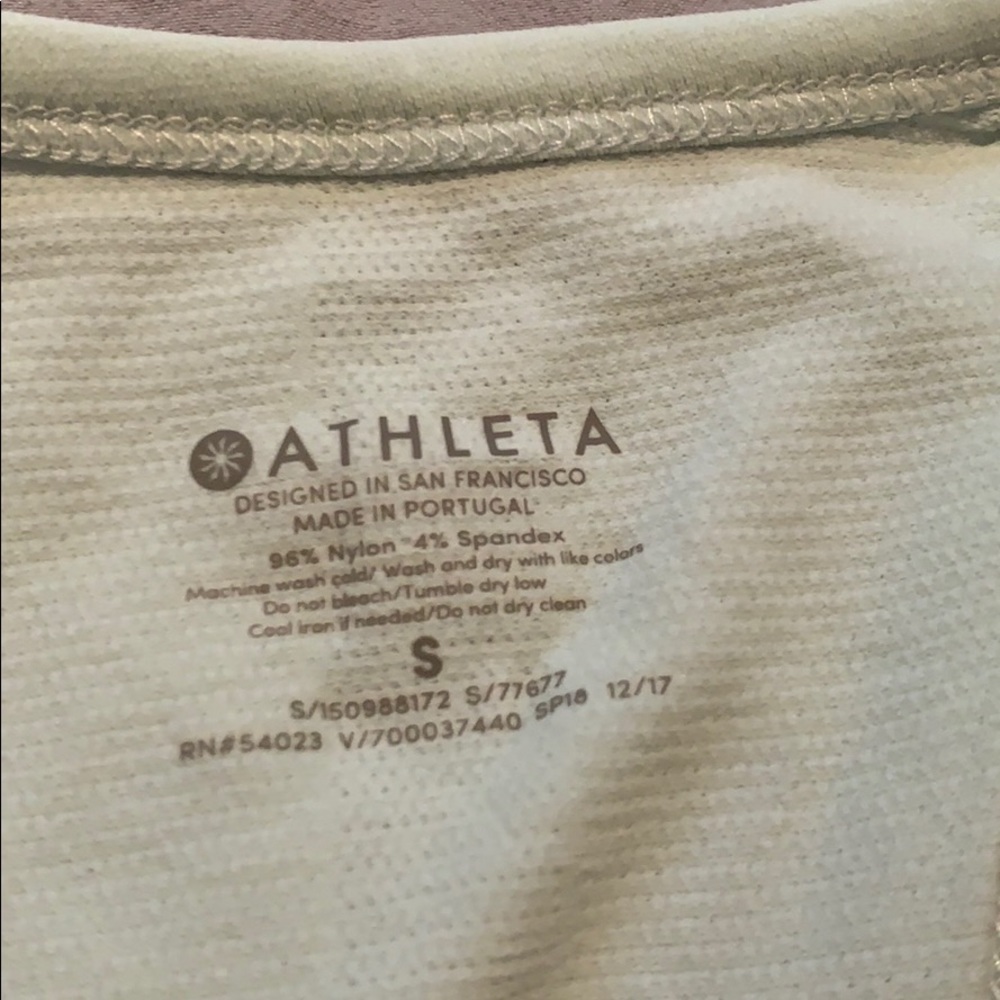 ATHLETA
DESIGNED IN SAN FRANCISCO
MADE IN PORTUGAL
96% Nylon 4% Spandex
Machine wash cold/ Wash and dry with like colors
Do not bleach/Tumble dry low
Cool iron if needed/Do not dry clean
S
S/150988172 S/77677
RN#54023 V/700037440 SP18 12/17